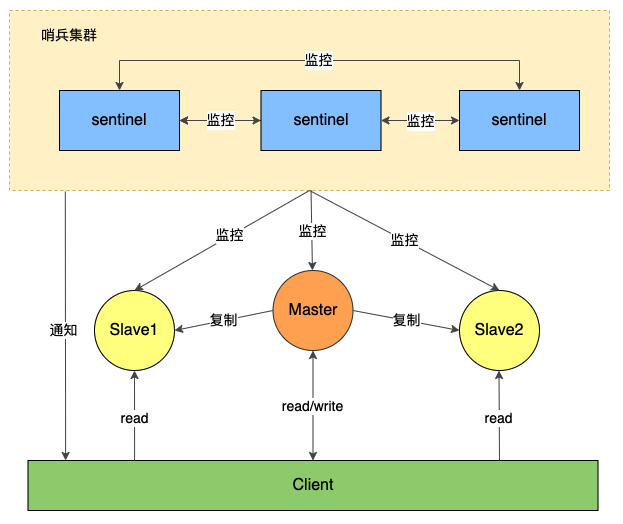 哨兵集群
监控
sentinel
监控
sentinel
监控
sentinel
监控
监控
监控
通知
Slave1
复制
Master
复制
Slave2
read
read/write
read
Client